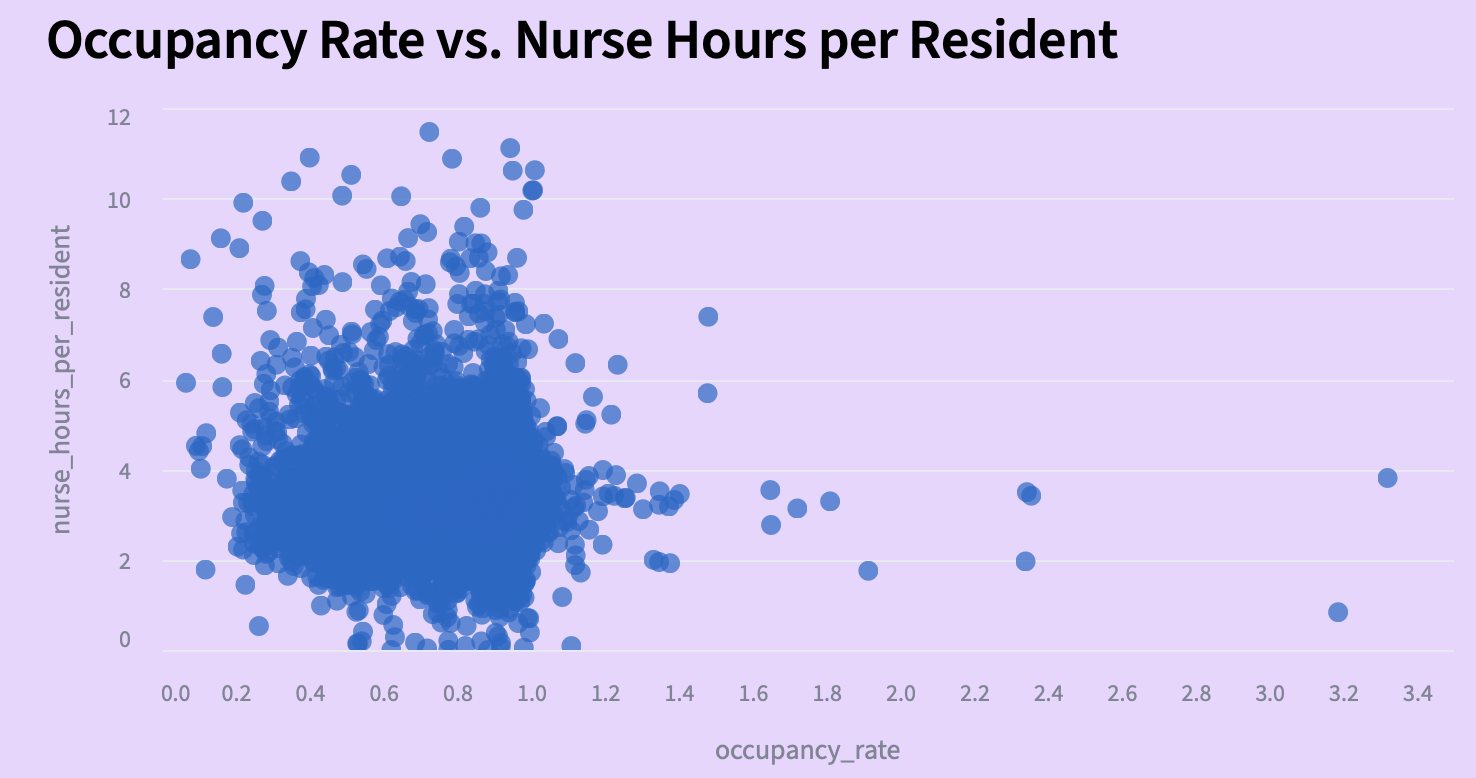 Occupancy Rate vs. Nurse Hours per Resident
12
10
8
6
4
2
0
nurse_hours_per_resident
0.0 0.2 0.4 0.6 0.8 1.0 1.2 1.4 1.6 1.8 2.0 2.2 2.4 2.6 2.8 3.0 3.2 3.4
occupancy_rate